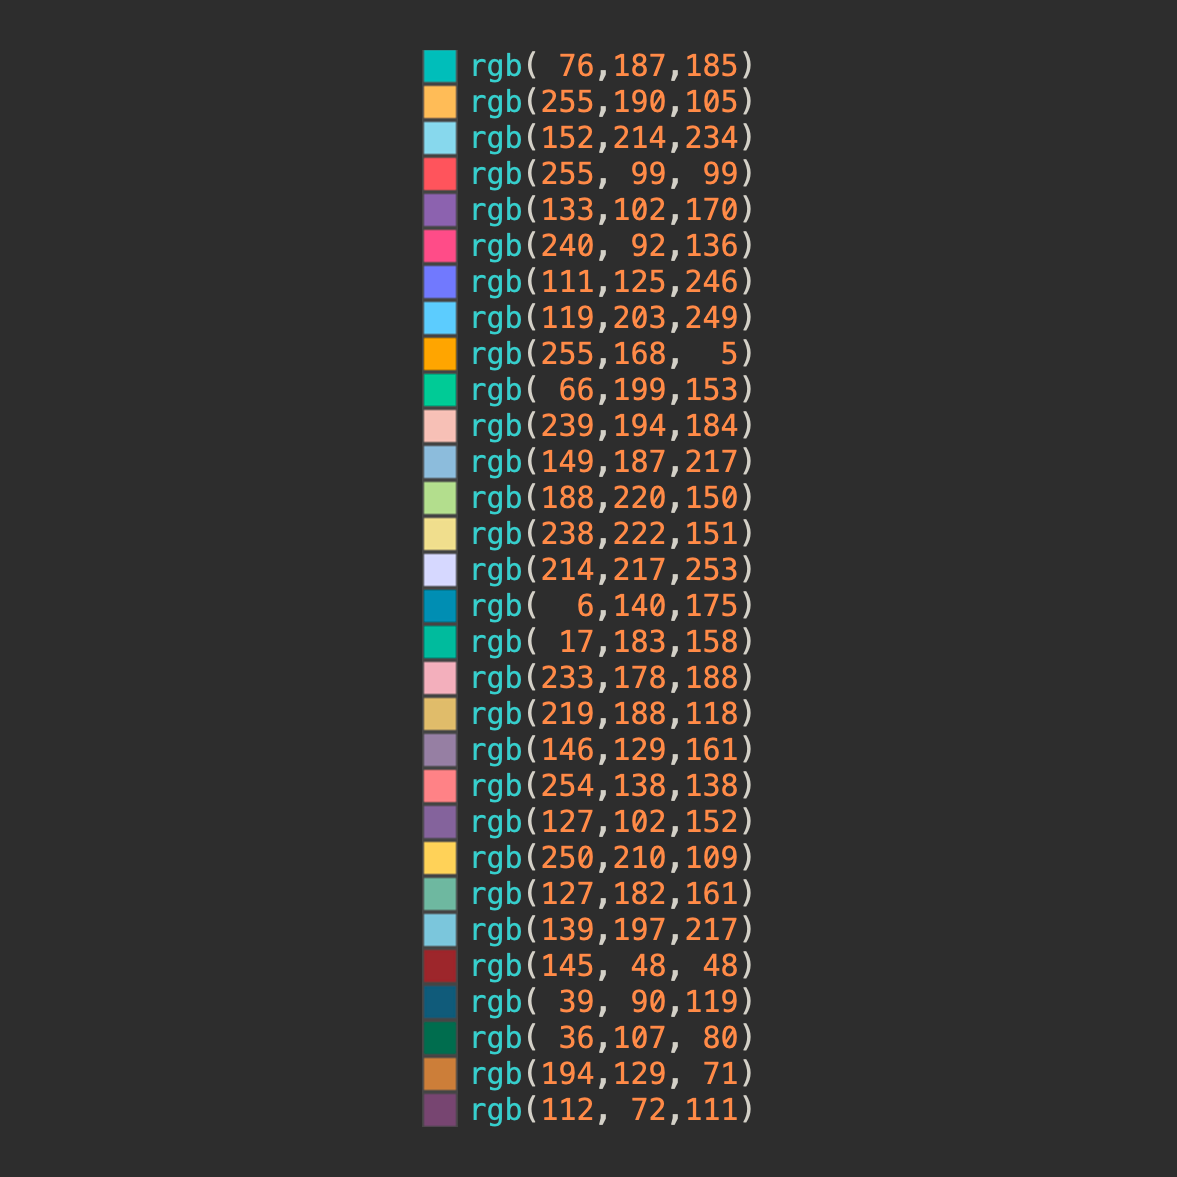 rgb( 76,187,185)
rgb(255,190,105)
rgb(152,214,234)
rgb(255, 99, 99)
rgb(133,102,170)
rgb(240, 92,136)
rgb(111,125,246)
rgb(119,203,249)
rgb(255,168,  5)
rgb( 66,199,153)
rgb(239,194,184)
rgb(149,187,217)
rgb(188,220,150)
rgb(238,222,151)
rgb(214,217,253)
rgb(  6,140,175)
rgb( 17,183,158)
rgb(233,178,188)
rgb(219,188,118)
rgb(146,129,161)
rgb(254,138,138)
rgb(127,102,152)
rgb(250,210,109)
rgb(127,182,161)
rgb(139,197,217)
rgb(145, 48, 48)
rgb( 39, 90,119)
rgb( 36,107, 80)
rgb(194,129, 71)
rgb(112, 72,111)